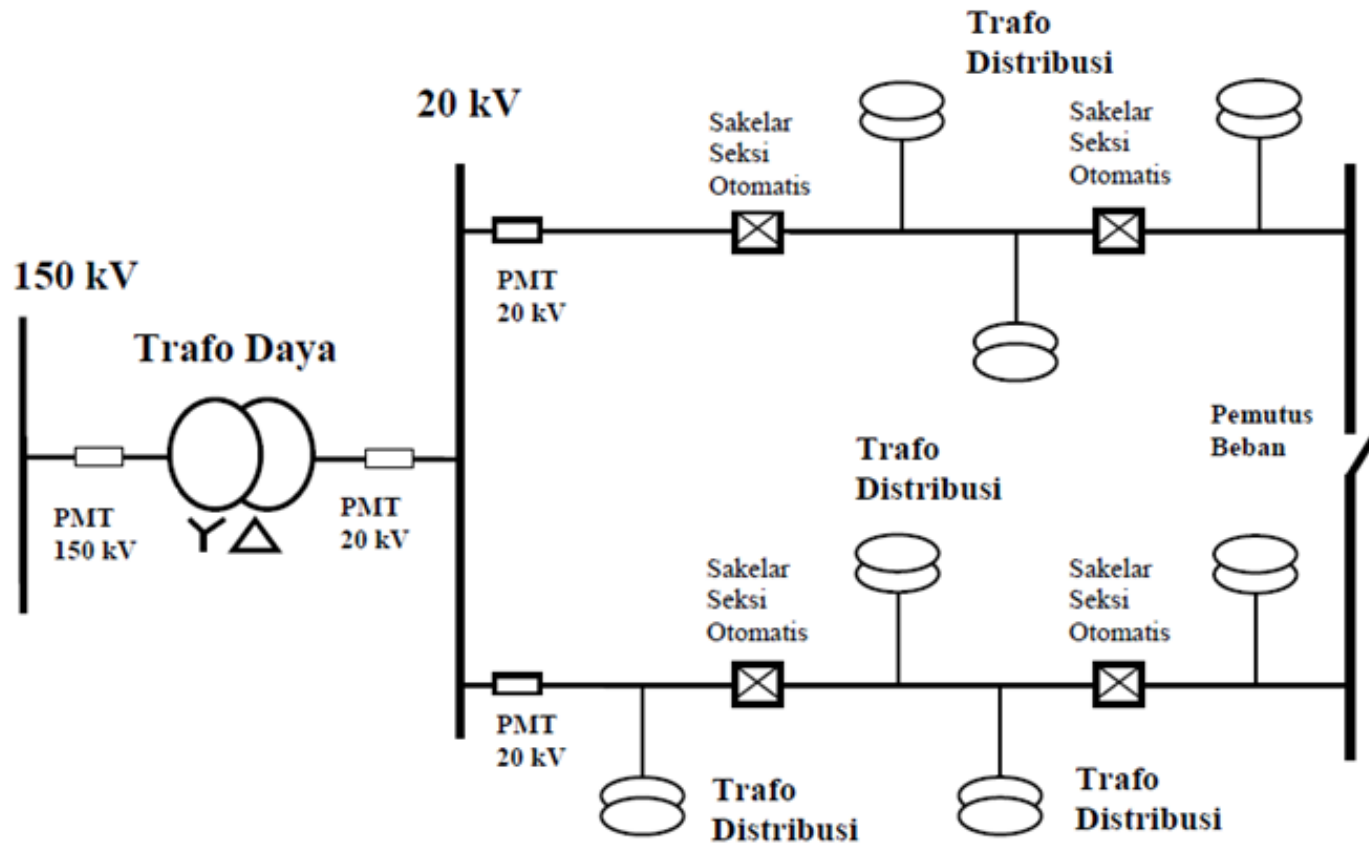 Trafo
Distribusi
20 kV
Sakelar
Seksi
Otomatis
Sakelar
Seksi
Otomatis
150 kV
PMT
20 kV
Trafo Daya
Pemutus
Beban
Trafo
Distribusi
PMT
150 kV
PMT
20 kV
Sakelar
Seksi
Otomatis
Sakelar
Seksi
Otomatis
PMT
20 kV
Trafo
Distribusi
Trafo
Distribusi